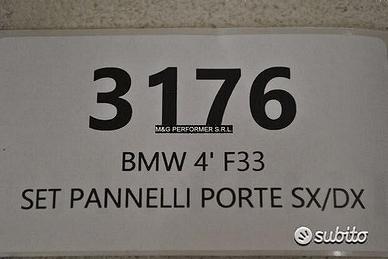 3176
M&G PERFORMER S.R.L
BMW 4' F33
SET PANNELLI PORTE SX/DX
subito